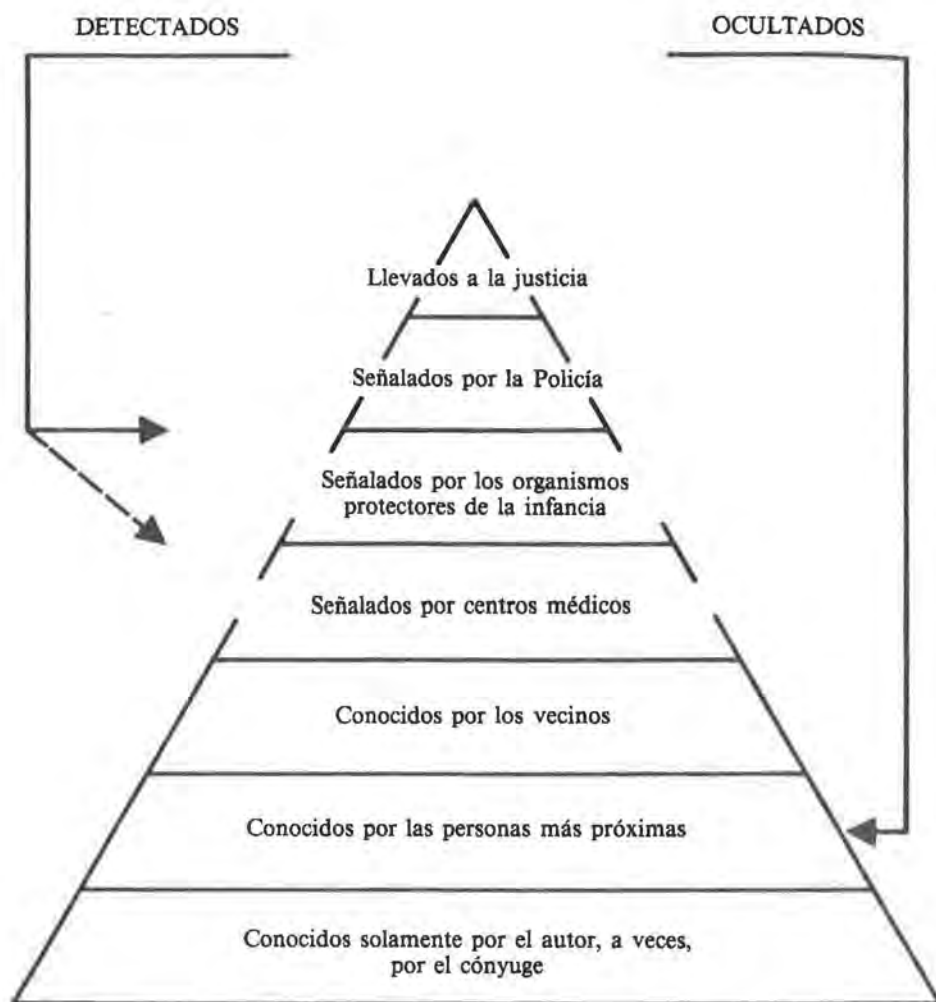 DETECTADOS
OCULTADOS
Llevados a la justicia
Señalados por la Policía
Señalados por los organismos
protectores de la infancia
Señalados por centros médicos
Conocidos por los vecinos
Conocidos por las personas más próximas
Conocidos solamente por el autor, a veces,
por el cónyuge